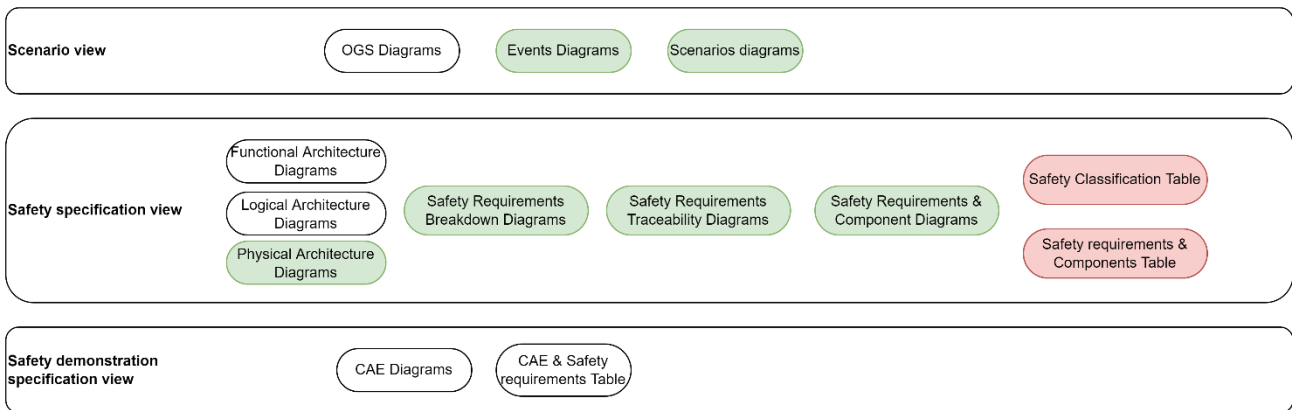 Scenario view
OGS Diagrams
Events Diagrams
Scenarios diagrams
Safety specification view
Functional Architecture
Diagrams
Logical Architecture
Diagrams
Physical Architecture
Diagrams
Safety Requirements
Breakdown Diagrams
Safety Requirements
Traceability Diagrams
Safety Requirements &
Component Diagrams
Safety Classification Table
Safety requirements &
Components Table
Safety demonstration
specification view
CAE Diagrams
CAE & Safety
requirements Table